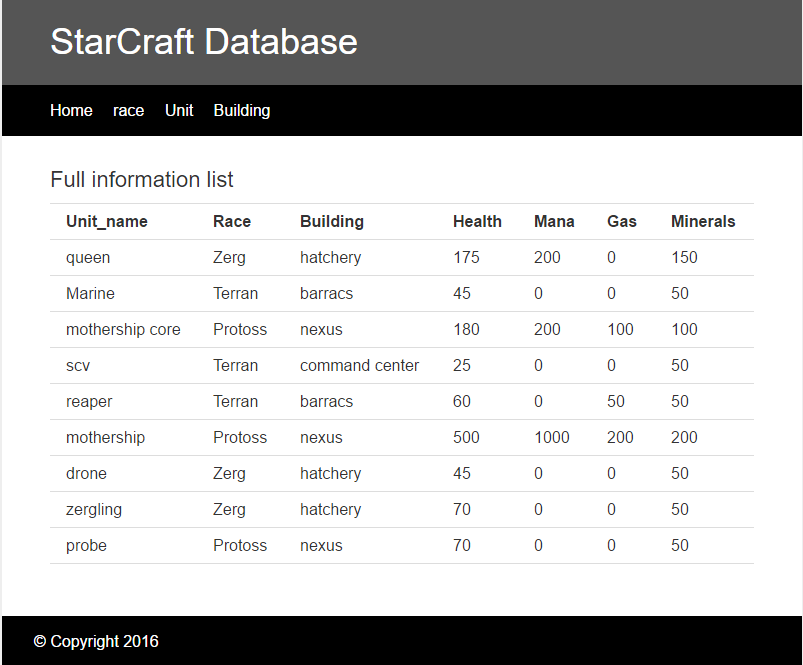 StarCraft Database
Home race Unit Building
Full information list
Unit_name Race Building Health Mana Gas Minerals
queen Zerg hatchery 175 200 0 150
Marine Terran barracs 45 0 0 50
mothership core Protoss nexus 180 200 100 100
scv Terran command center 25 0 0 50
reaper Terran barracs 60 0 50 50
mothership Protoss nexus 500 1000 200 200
drone Zerg hatchery 45 0 0 50
zergling Zerg hatchery 70 0 0 50
probe Protoss nexus 70 0 0 50
© Copyright 2016